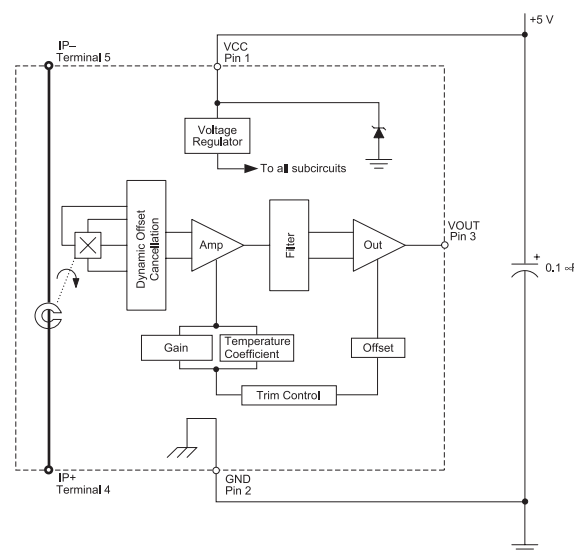 +5 V
IP–
Terminal 5
VCC
Pin 1
Voltage
Regulator
To all subcircuits
Dynamic Offset
Cancellation
Amp
Filter
Out
VOUT
Pin 3
+
0.1
Gain
Temperature
Coefficient
Offset
Trim Control
IP+
Terminal 4
GND
Pin 2